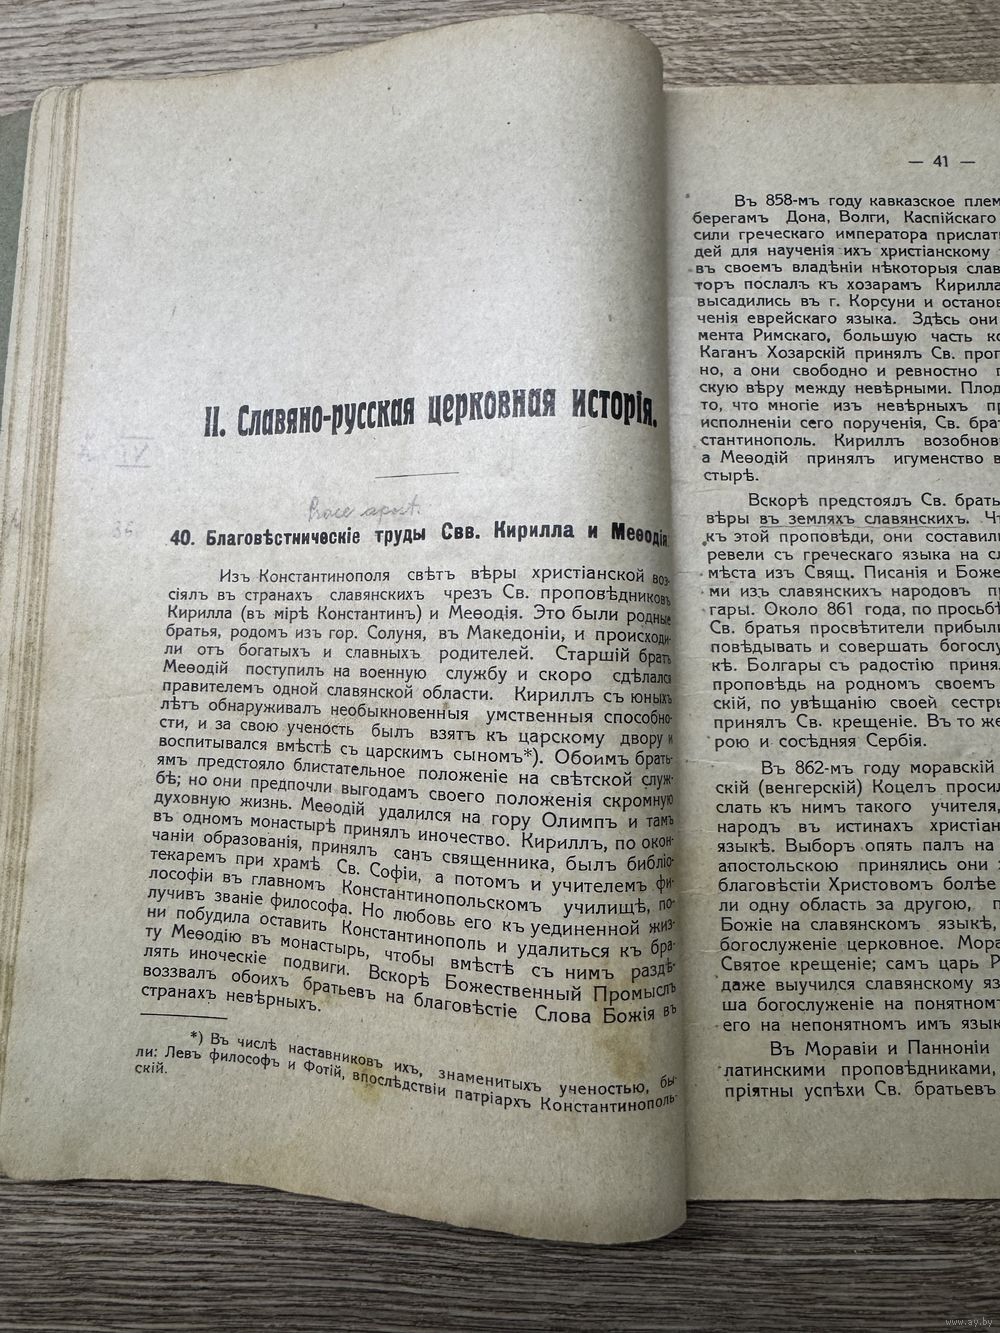 II. Славяно-русская церковная исторія.
40. Благовѣстническіе труды Свв. Кирилла и Меѳодія.
Изъ Константинополя свѣтъ вѣры христіанской воз-
сіялъ въ странахъ славянскихъ чрезъ Св. проповѣдниковъ
Кирилла (въ мірѣ Константинъ) и Меѳодія. Это были родные
братья, родомъ изъ гор. Солуня, въ Македоніи, и происходи-
ли отъ богатыхъ и славныхъ родителей. Старшій братъ
Меѳодій поступилъ на военную службу и скоро сдѣлался
правителемъ одной славянской области. Кириллъ съ юныхъ
лѣтъ обнаруживалъ необыкновенныя умственныя способно-
сти, и за свою ученость былъ взятъ къ царскому двору и
воспитывался вмѣстѣ съ царскимъ сыномъ*). Обоимъ брать-
ямъ предстояло блистательное положеніе на свѣтской служ-
бѣ; но они предпочли выгодамъ своего положенія скромную
духовную жизнь. Меѳодій удалился на гору Олимпъ и тамъ
въ одномъ монастырѣ принялъ иночество. Кириллъ, по окон-
чаніи образованія, принялъ санъ священника, былъ библіо-
текаремъ при храмѣ Св. Софіи, а потомъ и учителемъ фи-
лософіи въ главномъ Константинопольскомъ училищѣ, по-
лучивъ званіе философа. Но любовь его къ уединенной жиз-
ни побудила оставить Константинополь и удалиться къ бра-
ту Меѳодію въ монастырь, чтобы вмѣстѣ съ нимъ раздѣ-
лять иноческіе подвиги. Вскорѣ Божественный Промыслъ
воззвалъ обоихъ братьевъ на благовѣстіе Слова Божія въ
странахъ невѣрныхъ.
*) Въ числѣ наставниковъ ихъ, знаменитыхъ ученостью, бы-
ли: Левъ философъ и Фотій, впослѣдствіи патріархъ Константинополь-
скій.
— 41 —
Въ 858-мъ году кавказское плем
берегамъ Дона, Волги, Каспійскаго
сили греческаго императора прислать
дей для наученія ихъ христіанскому
въ своемъ владѣніи нѣкоторыя слав
торъ послалъ къ хозарамъ Кирилла
высадились въ г. Корсуни и останов
ченія еврейскаго языка. Здѣсь они
мента Римскаго, большую часть ко
Каганъ Хозарскій принялъ Св. проп
но, а они свободно и ревностно п
скую вѣру между невѣрными. Плод
то, что многіе изъ невѣрныхъ пр
исполненіи сего порученія, Св. брат
стантинополь. Кириллъ возобнов
а Меѳодій принялъ игуменство в
стырѣ.
Вскорѣ предстоялъ Св. брать
вѣры въ земляхъ славянскихъ. Чт
къ этой проповѣди, они составили
ревели съ греческаго языка на сл
мѣста изъ Свящ. Писанія и Боже
ми изъ славянскихъ народовъ пр
гары. Около 861 года, по просьбѣ
Св. братья просвѣтители прибыли
повѣдывать и совершать богослу
кѣ. Болгары съ радостію приня
проповѣдь на родномъ своемъ
скій, по увѣщанію своей сестры
принялъ Св. крещеніе. Въ то же
рою и сосѣдняя Сербія.
Въ 862-мъ году моравскій
скій (венгерскій) Коцелъ просил
слать къ нимъ такого учителя,
народъ въ истинахъ христіан
языкѣ. Выборъ опять палъ на
апостольскою принялись они з
благовѣстіи Христовомъ болѣе
ли одну область за другою, п
Божіе на славянскомъ языкѣ,
богослуженіе церковное. Мора
Святое крещеніе; самъ царь Р
даже выучился славянскому яз
ша богослуженіе на понятном
его на непонятномъ имъ язык
Въ Моравіи и Панноніи
латинскими проповѣдниками,
пріятны успѣхи Св. братьевъ
www.ay.by